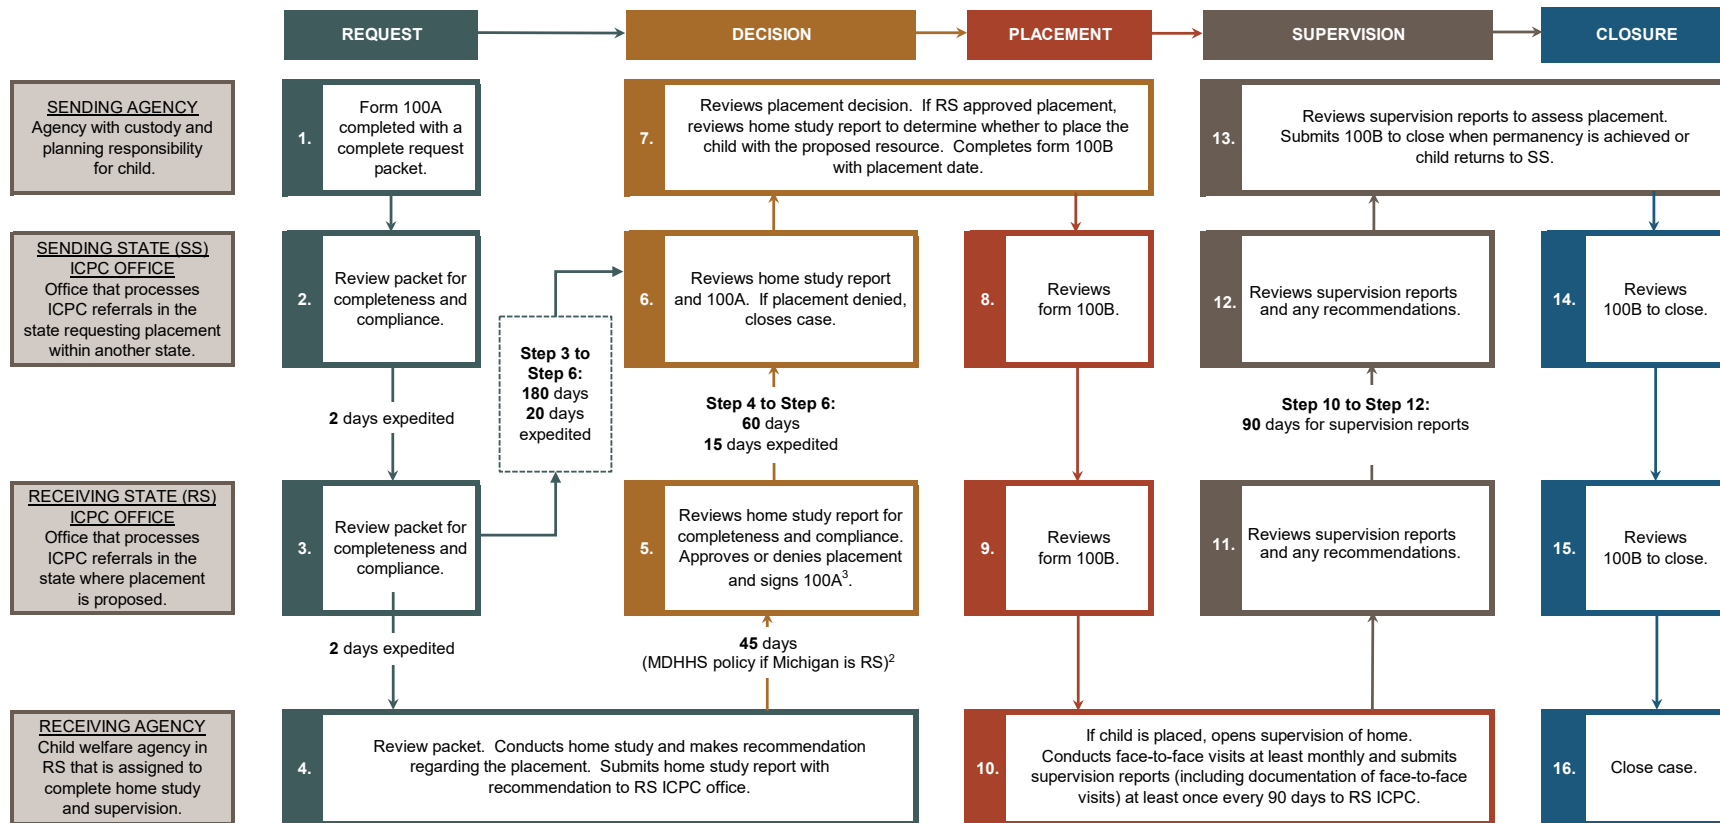 REQUEST
DECISION
PLACEMENT
SUPERVISION
CLOSURE
SENDING AGENCY
Agency with custody and
planning responsibility
for child.
1.
Form 100A
completed with a
complete request
packet.
7.
Reviews placement decision.  If RS approved placement,
reviews home study report to determine whether to place the
child with the proposed resource.  Completes form 100B
with placement date.
13.
Reviews supervision reports to assess placement.
Submits 100B to close when permanency is achieved or
child returns to SS.
SENDING STATE (SS)
ICPC OFFICE
Office that processes
ICPC referrals in the
state requesting placement
within another state.
2.
Review packet for
completeness and
compliance.
6.
Reviews home study report
and 100A.  If placement denied,
closes case.
8.
Reviews
form 100B.
12.
Reviews supervision reports
and any recommendations.
14.
Reviews
100B to close.
2 days expedited
Step 3 to
Step 6:
180 days
20 days
expedited
Step 4 to Step 6:
60 days
15 days expedited
Step 10 to Step 12:
90 days for supervision reports
RECEIVING STATE (RS)
ICPC OFFICE
Office that processes
ICPC referrals in the
state where placement
is proposed.
3.
Review packet for
completeness and
compliance.
5.
Reviews home study report for
completeness and compliance.
Approves or denies placement
and signs 100A³.
9.
Reviews
form 100B.
11.
Reviews supervision reports
and any recommendations.
15.
Reviews
100B to close.
2 days expedited
45 days
(MDHHS policy if Michigan is RS)²
RECEIVING AGENCY
Child welfare agency in
RS that is assigned to
complete home study
and supervision.
4.
Review packet.  Conducts home study and makes recommendation
regarding the placement.  Submits home study report with
recommendation to RS ICPC office.
10.
If child is placed, opens supervision of home.
Conducts face-to-face visits at least monthly and submits
supervision reports (including documentation of face-to-face
visits) at least once every 90 days to RS ICPC.
16.
Close case.